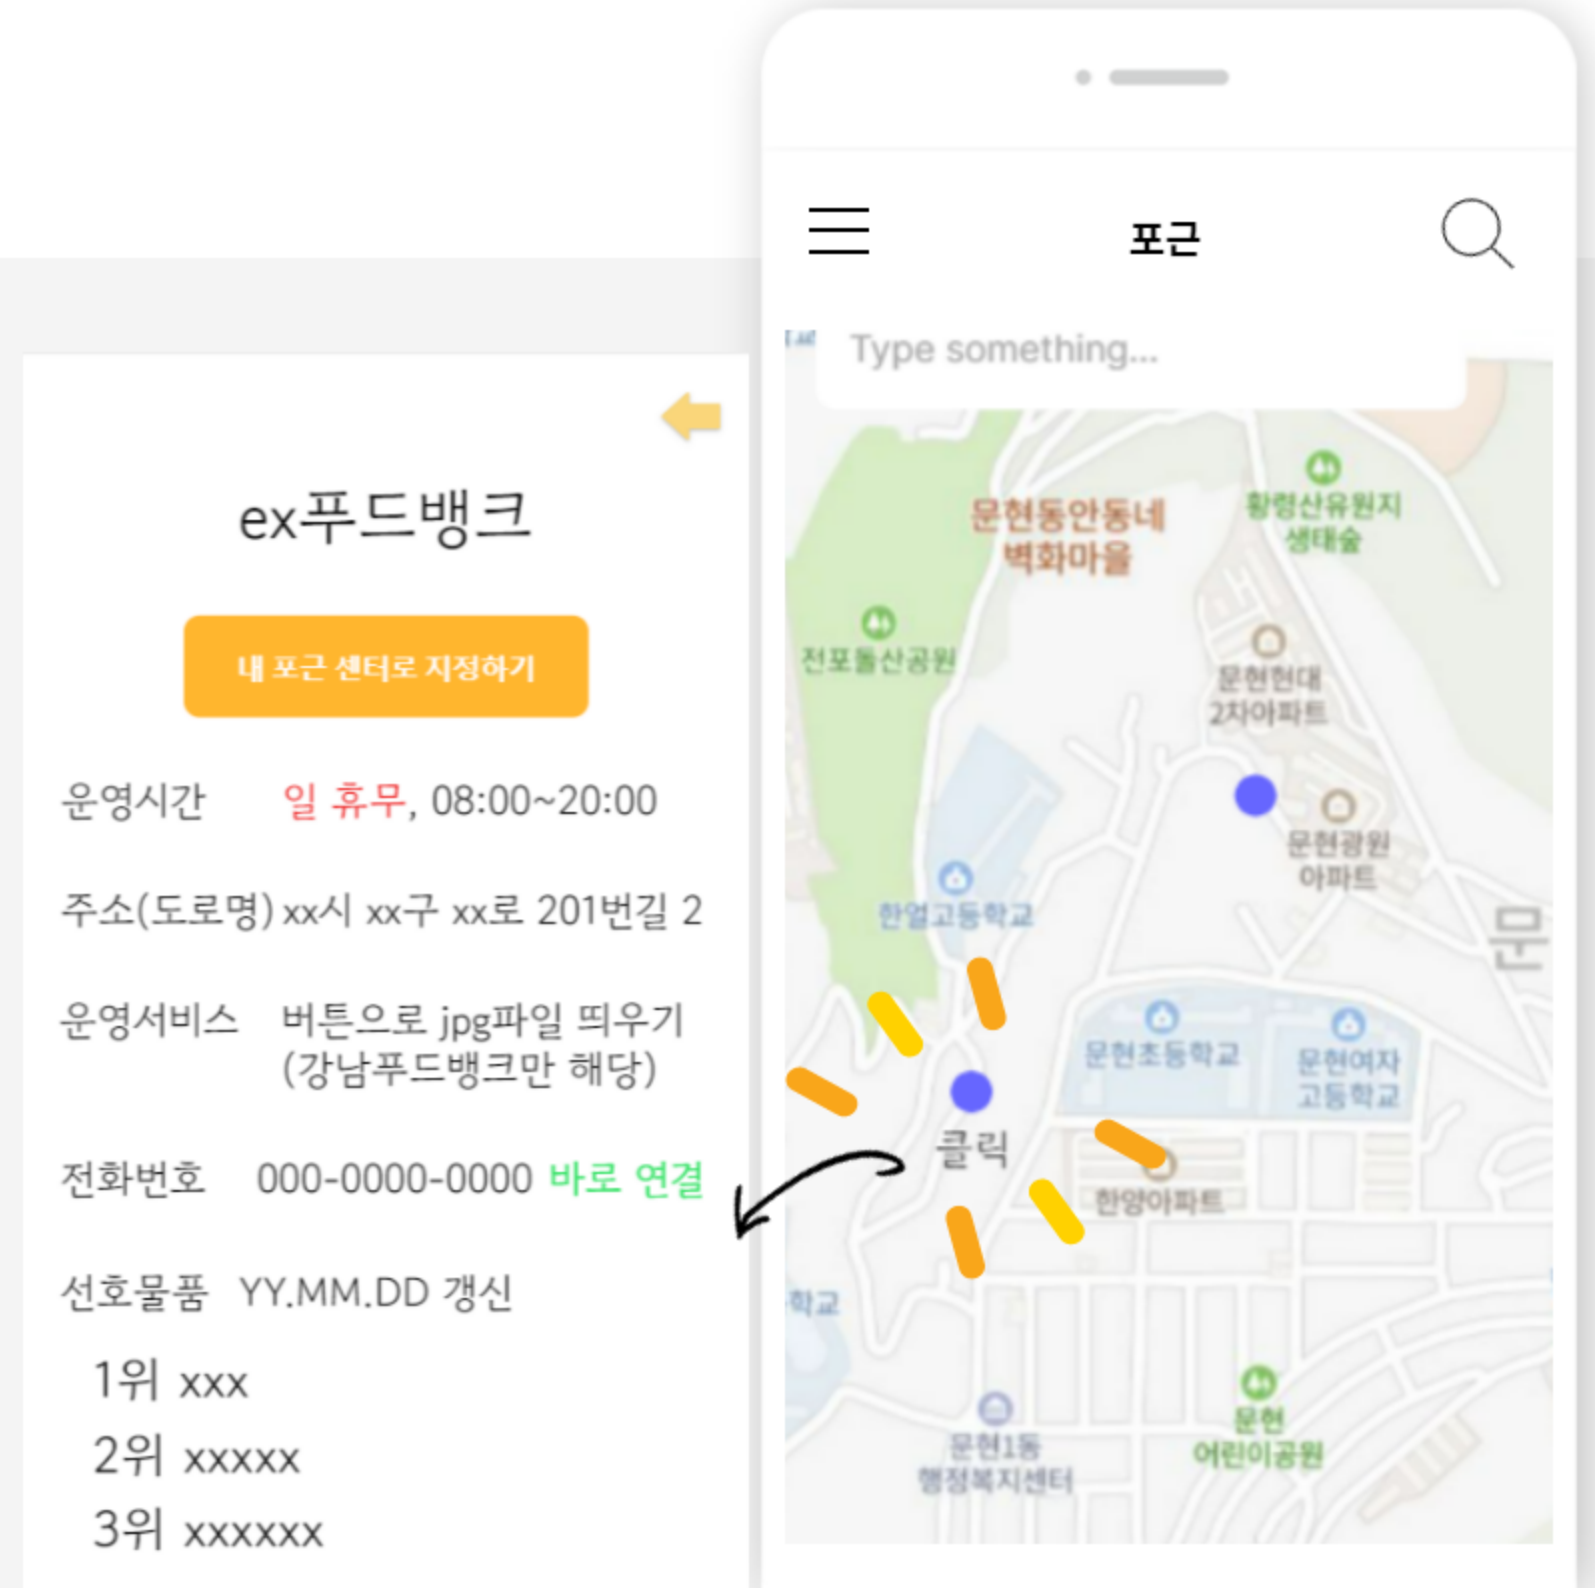 포근
Type something...
ex푸드뱅크
내 포근 센터로 지정하기
운영시간 일 휴무, 08:00~20:00
주소(도로명) xx시 xx구 xx로 201번길 2
운영서비스 버튼으로 jpg파일 띄우기
(강남푸드뱅크만 해당)
전화번호 000-0000-0000 바로 연결
선호물품 YY.MM.DD 갱신
1위 xxx
2위 xxxxx
3위 xxxxxx
문현동안동네
벽화마을
황령산유원지
생태숲
전포돌산공원
문현현대
2차아파트
문현광원
아파트
한얼고등학교
문
문현초등학교
문현여자
고등학교
클릭
한양아파트
학교
문현1동
행정복지센터
문현
어린이공원